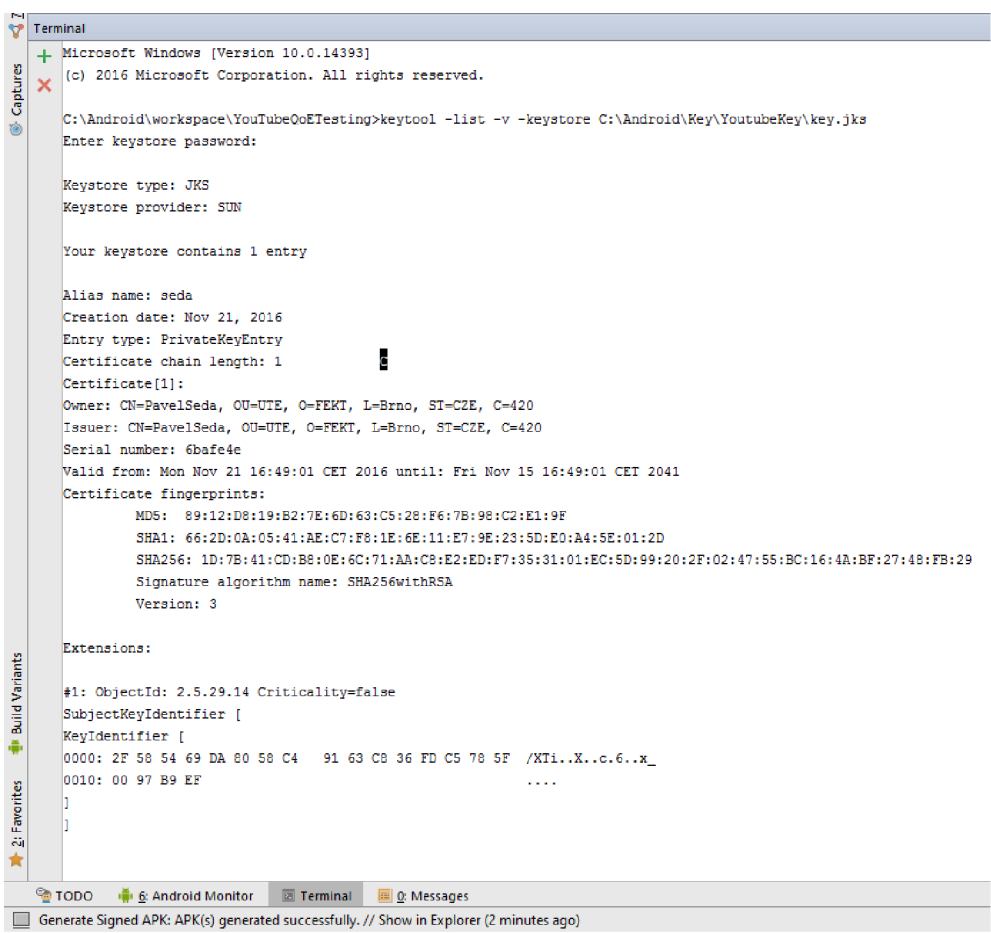 Terminal
Microsoft Windows [Version 10.0.14393]
(c) 2016 Microsoft Corporation. All rights reserved.
C:\Android\workspace\YouTubeQoETesting>keytool -list -v -keystore C:\Android\Key\YoutubeKey\key.jks
Enter keystore password:
Keystore type: JKS
Keystore provider: SUN
Your keystore contains 1 entry
Alias name: seda
Creation date: Nov 21, 2016
Entry type: PrivateKeyEntry
Certificate chain length: 1 c
Certificate[1]:
Owner: CN=PavelSeda, OU=UTE, O=FEKT, L=Brno, ST=CZE, C=420
Issuer: CN=PavelSeda, OU=UTE, O=FEKT, L=Brno, ST=CZE, C=420
Serial number: 6bafe4e
Valid from: Mon Nov 21 16:49:01 CET 2016 until: Fri Nov 15 16:49:01 CET 2041
Certificate fingerprints:
MD5: 89:12:D8:19:B2:7E:6D:63:C5:28:F6:7B:98:C2:E1:9F
SHA1: 66:2D:0A:05:41:AE:C7:F8:1E:6E:11:E7:9E:23:5D:E0:A4:5E:01:2D
SHA256: 1D:7B:41:CD:B8:0E:6C:71:AA:C8:E2:ED:F7:35:31:01:EC:5D:99:20:2F:02:47:55:BC:16:4A:BF:27:48:FB:29
Signature algorithm name: SHA256withRSA
Version: 3
Extensions:
#1: ObjectId: 2.5.29.14 Criticality=false
SubjectKeyIdentifier [
KeyIdentifier [
0000: 2F 58 54 69 DA 80 58 C4 91 63 C8 36 FD C5 78 5F /XTi..X..c.6..x_
0010: 00 97 B9 EF ....
]
]
Captures
Build Variants
2: Favorites
TODO
6: Android Monitor
Terminal
0: Messages
Generate Signed APK: APK(s) generated successfully. // Show in Explorer (2 minutes ago)